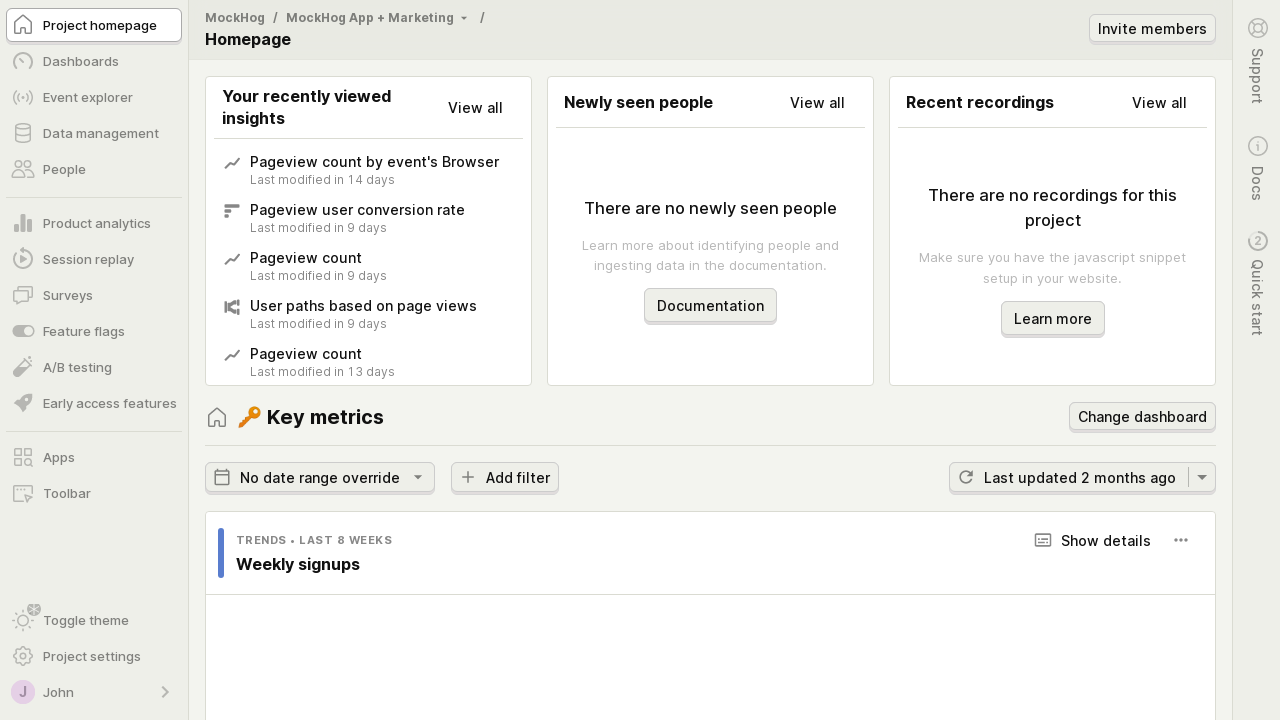 Project homepage
Dashboards
Event explorer
Data management
People
Product analytics
Session replay
Surveys
Feature flags
A/B testing
Early access features
Apps
Toolbar
Toggle theme
Project settings
J
John
MockHog / MockHog App + Marketing /
Homepage
Invite members
Your recently viewed
insights
View all
Pageview count by event's Browser
Last modified in 14 days
Pageview user conversion rate
Last modified in 9 days
Pageview count
Last modified in 9 days
User paths based on page views
Last modified in 9 days
Pageview count
Last modified in 13 days
Newly seen people
View all
There are no newly seen people
Learn more about identifying people and
ingesting data in the documentation.
Documentation
Recent recordings
View all
There are no recordings for this
project
Make sure you have the javascript snippet
setup in your website.
Learn more
🔑 Key metrics
Change dashboard
No date range override
Add filter
Last updated 2 months ago
TRENDS • LAST 8 WEEKS
Weekly signups
Show details
Support
Docs
2
Quick start